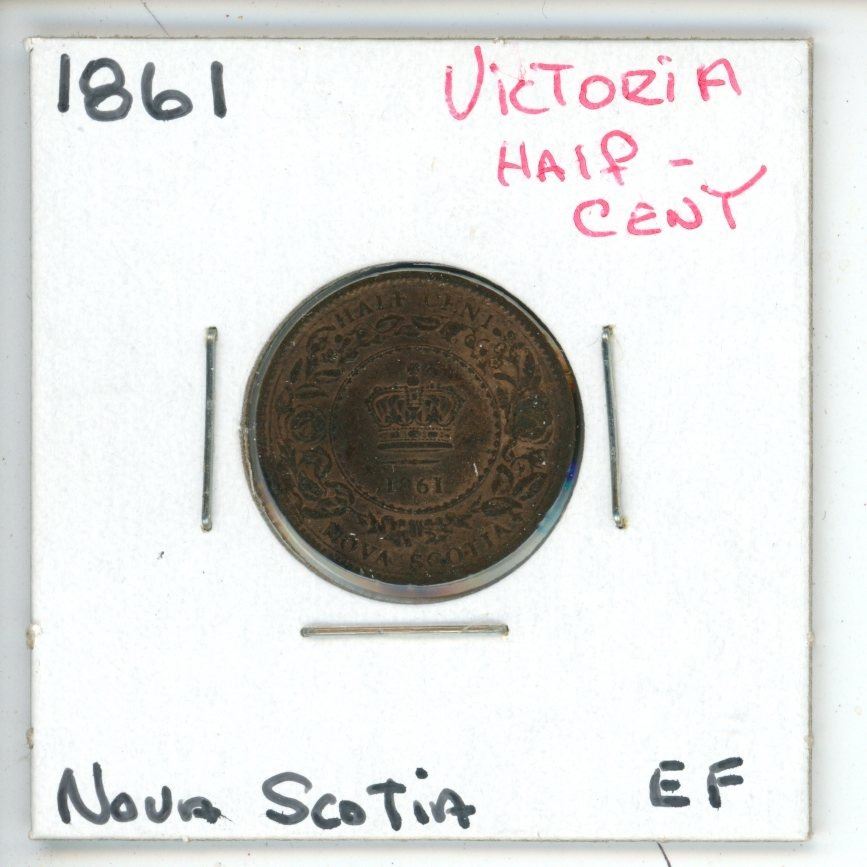 1861
VICTORIA
HALF -
CENT
HALF CENT
1861
NOVA SCOTIA
NOVA SCOTIA
EF